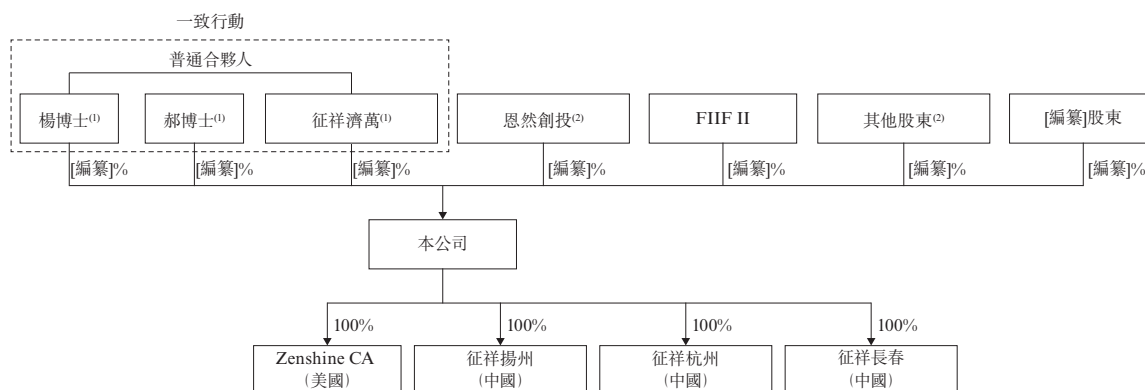 一致行動
普通合夥人
楊博士(1)
郝博士(1)
征祥濟萬(1)
恩然創投(2)
FIIF II
其他股東(2)
[編纂]股東
[編纂]%
[編纂]%
[編纂]%
[編纂]%
[編纂]%
[編纂]%
[編纂]%
本公司
100%
100%
100%
100%
Zenshine CA
(美國)
征祥揚州
(中國)
征祥杭州
(中國)
征祥長春
(中國)